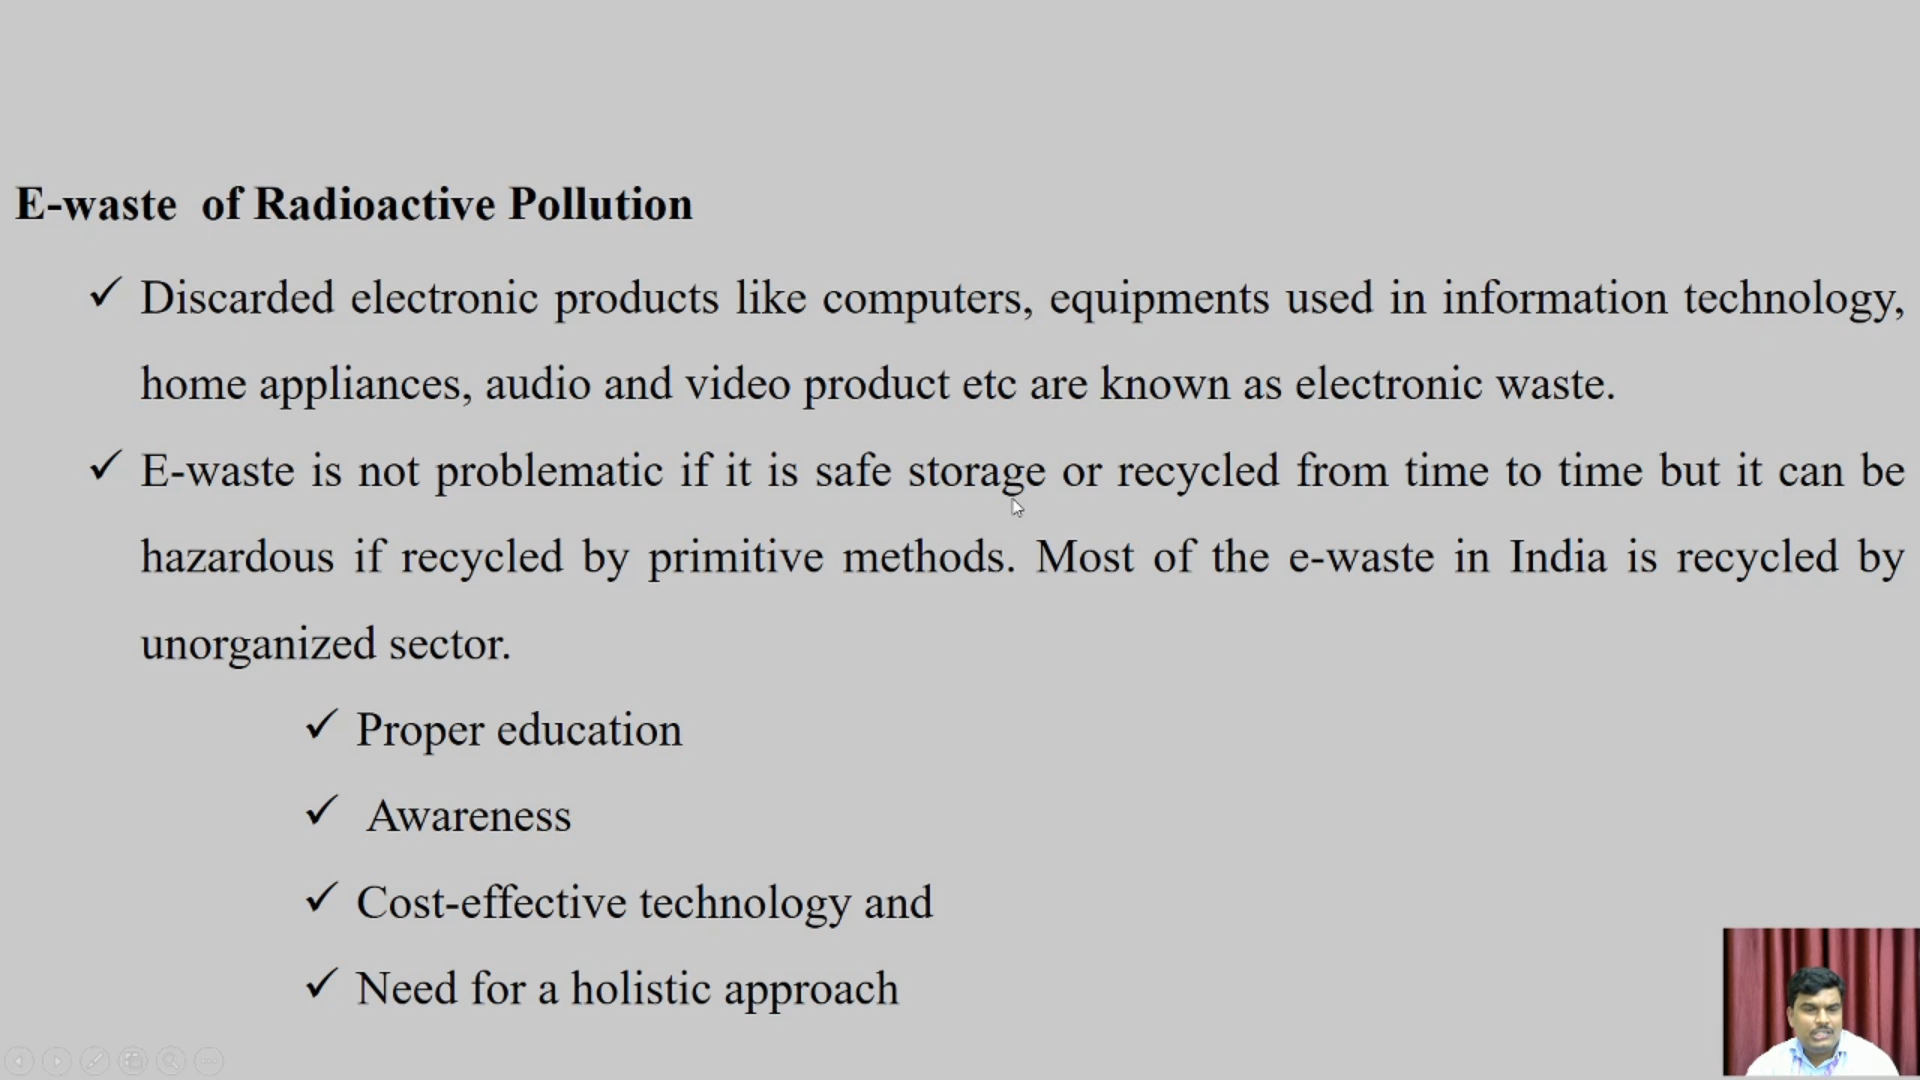 E-waste of Radioactive Pollution
✓ Discarded electronic products like computers, equipments used in information technology,
home appliances, audio and video product etc are known as electronic waste.
✓ E-waste is not problematic if it is safe storage or recycled from time to time but it can be
hazardous if recycled by primitive methods. Most of the e-waste in India is recycled by
unorganized sector.
✓ Proper education
✓ Awareness
✓ Cost-effective technology and
✓ Need for a holistic approach